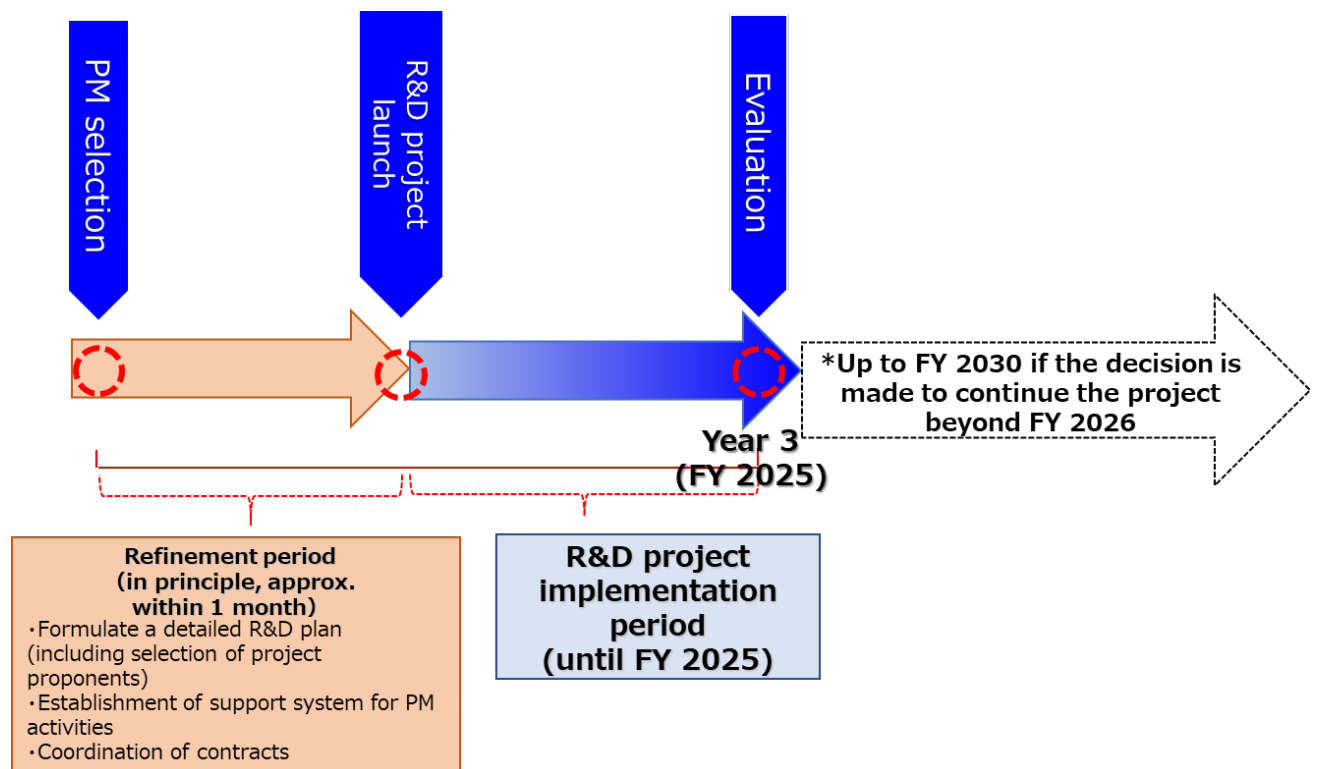 PM selection
R&D project
launch
Evaluation
*Up to FY 2030 if the decision is
made to continue the project
beyond FY 2026
Year 3
(FY 2025)
Refinement period
(in principle, approx.
within 1 month)
・Formulate a detailed R&D plan
(including selection of project
proponents)
・Establishment of support system for PM
activities
・Coordination of contracts
R&D project
implementation
period
(until FY 2025)